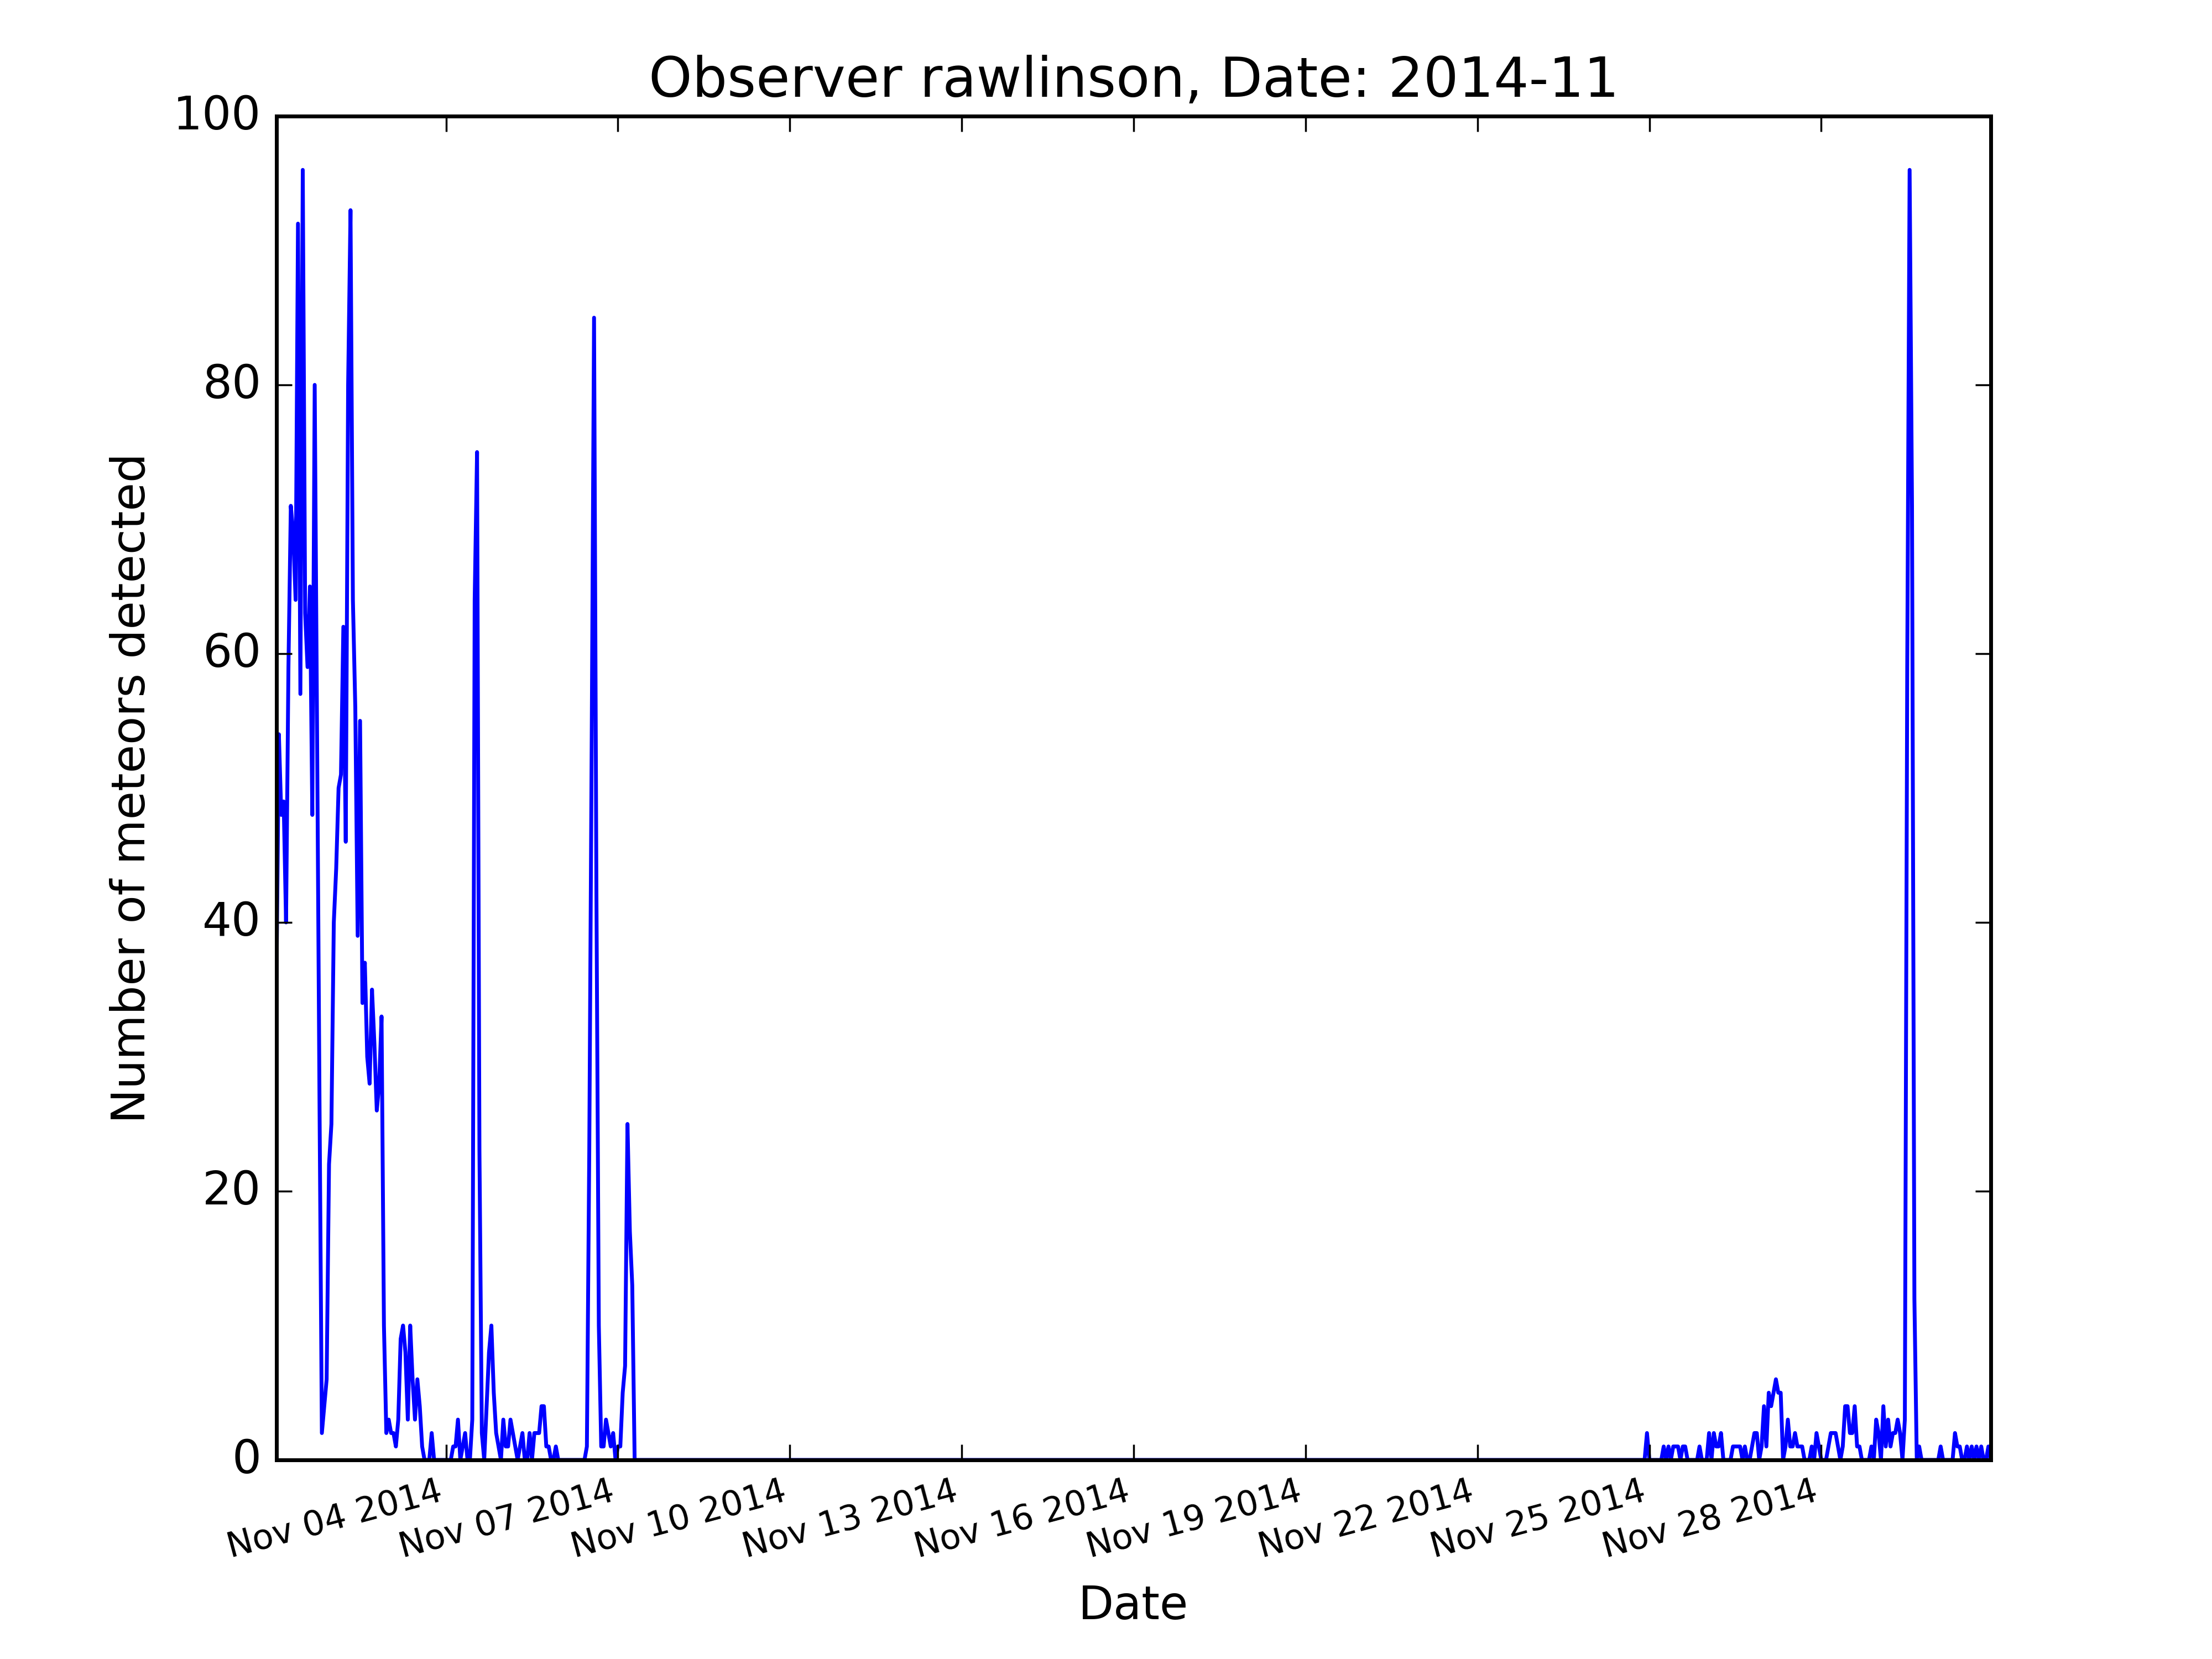 Observer rawlinson, Date: 2014-11
100
80
60
40
20
0
Number of meteors detected
Nov 04 2014
Nov 07 2014
Nov 10 2014
Nov 13 2014
Nov 16 2014
Nov 19 2014
Nov 22 2014
Nov 25 2014
Nov 28 2014
Date